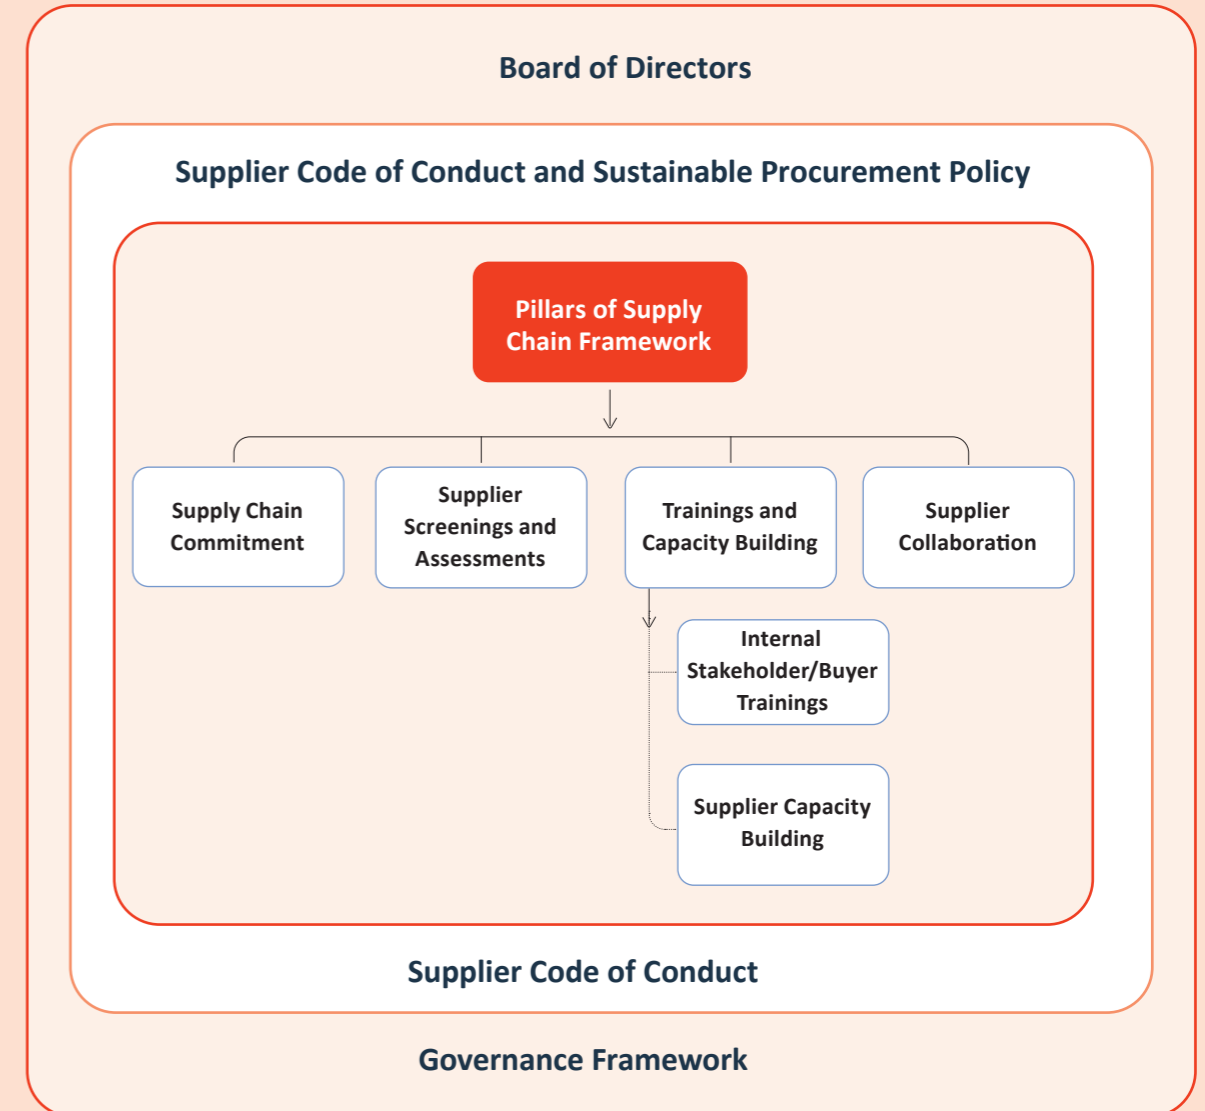 Board of Directors
Supplier Code of Conduct and Sustainable Procurement Policy
Pillars of Supply
Chain Framework
Supply Chain
Commitment
Supplier
Screenings and
Assessments
Trainings and
Capacity Building
Supplier
Collaboration
Internal
Stakeholder/Buyer
Trainings
Supplier Capacity
Building
Supplier Code of Conduct
Governance Framework